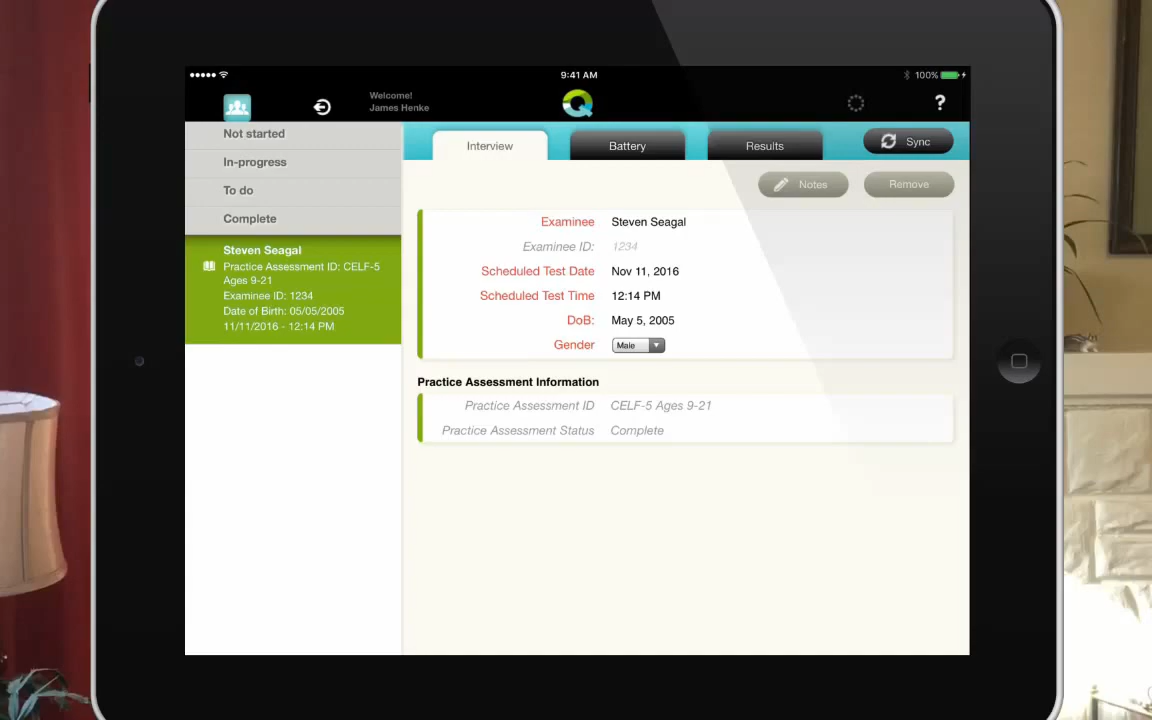 9:41 AM
100%
Welcome!
James Henke
Q
?
Not started
In-progress
To do
Complete
Steven Seagal
Practice Assessment ID: CELF-5
Ages 9-21
Examinee ID: 1234
Date of Birth: 05/05/2005
11/11/2016 - 12:14 PM
Interview
Battery
Results
Sync
Notes
Remove
Examinee Steven Seagal
Examinee ID: 1234
Scheduled Test Date Nov 11, 2016
Scheduled Test Time 12:14 PM
DoB: May 5, 2005
Gender Male
Practice Assessment Information
Practice Assessment ID CELF-5 Ages 9-21
Practice Assessment Status Complete